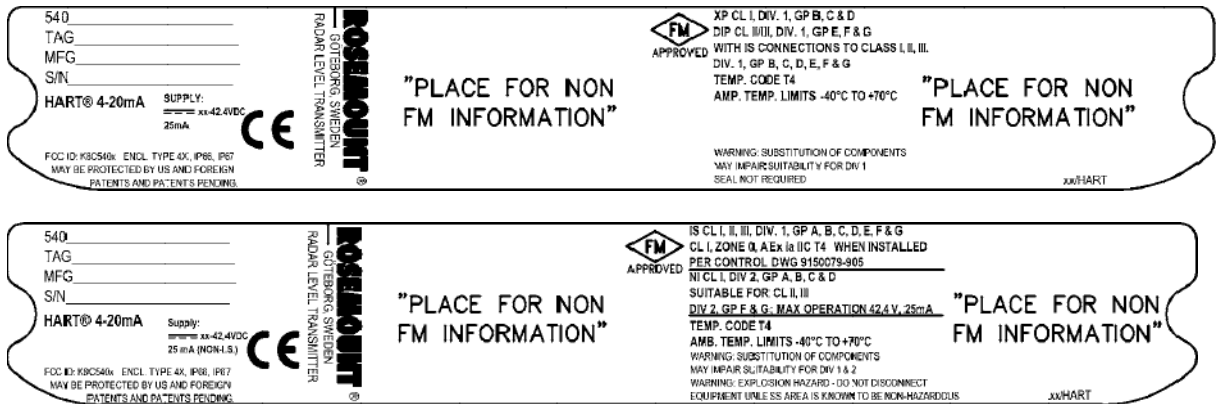 540
TAG
MFG
S/N
HART® 4-20mA
SUPPLY:
xx-42.4VDC
25mA
CE
FCC ID: K8C540x ENCL. TYPE 4X, IP66, IP67
MAY BE PROTECTED BY US AND FOREIGN
PATENTS AND PATENTS PENDING.
ROSEMOUNT®
GÖTEBORG, SWEDEN
RADAR LEVEL TRANSMITTER
"PLACE FOR NON
FM INFORMATION"
FM
APPROVED
XP CL I, DIV. 1, GP B, C & D
DIP CL II/III, DIV. 1, GP E, F & G
WITH IS CONNECTIONS TO CLASS I, II, III.
DIV. 1, GP B, C, D, E, F & G
TEMP. CODE T4
AMP. TEMP. LIMITS -40°C TO +70°C
WARNING: SUBSTITUTION OF COMPONENTS
MAY IMPAIR SUITABILITY FOR DIV 1
SEAL NOT REQUIRED
"PLACE FOR NON
FM INFORMATION"
xx/HART
540
TAG
MFG
S/N
HART® 4-20mA
Supply:
xx-42,4VDC
25 mA (NON-I.S.)
CE
FCC ID: K8C540x ENCL. TYPE 4X, IP66, IP67
MAY BE PROTECTED BY US AND FOREIGN
PATENTS AND PATENTS PENDING.
ROSEMOUNT®
GÖTEBORG, SWEDEN
RADAR LEVEL TRANSMITTER
"PLACE FOR NON
FM INFORMATION"
FM
APPROVED
IS CL I, II, III, DIV. 1, GP A, B, C, D, E, F & G
CL I, ZONE 0, AEx ia IIC T4 WHEN INSTALLED
PER CONTROL DWG 9150079-905
NI CL I, DIV 2, GP A, B, C & D
SUITABLE FOR CL II, III
DIV 2, GP F & G; MAX OPERATION 42,4 V, 25mA
TEMP. CODE T4
AMB. TEMP. LIMITS -40°C TO +70°C
WARNING: SUBSTITUTION OF COMPONENTS
MAY IMPAIR SUITABILITY FOR DIV 1 & 2
WARNING: EXPLOSION HAZARD - DO NOT DISCONNECT
EQUIPMENT UNLESS AREA IS KNOWN TO BE NON-HAZARDOUS
"PLACE FOR NON
FM INFORMATION"
xx/HART